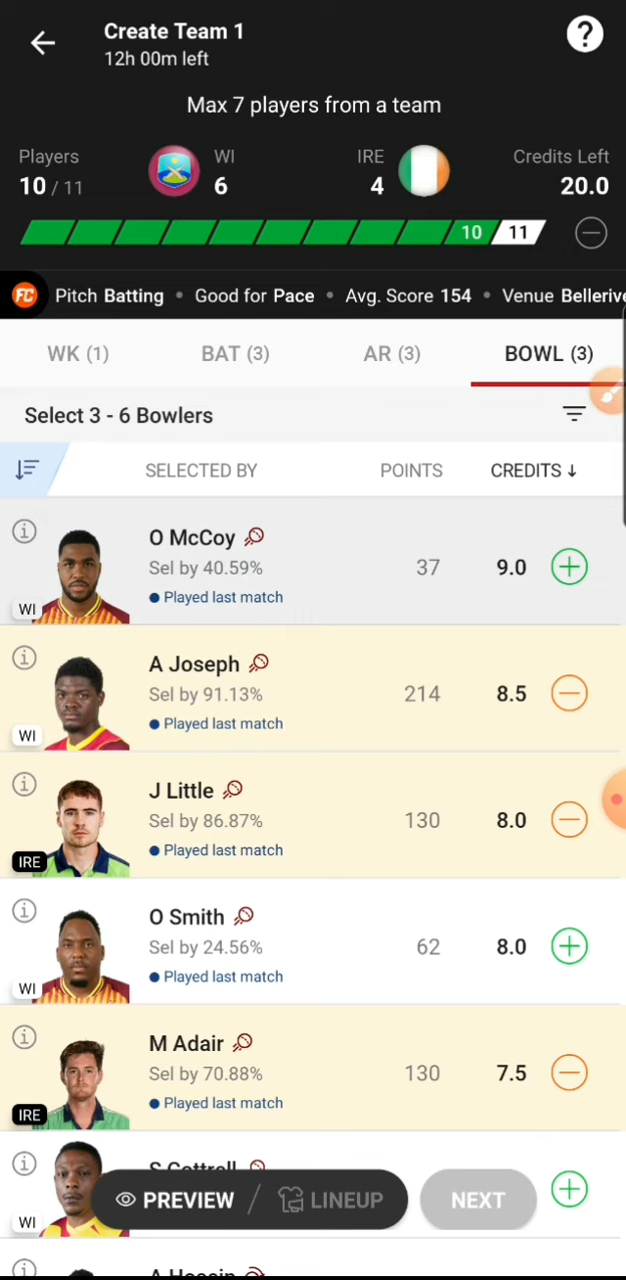 Create Team 1
12h 00m left
?
Max 7 players from a team
Players WI IRE Credits Left
10 / 11 6 4 20.0
10 11
FC Pitch Batting • Good for Pace • Avg. Score 154 • Venue Bellerive
WK (1) BAT (3) AR (3) BOWL (3)
Select 3 - 6 Bowlers
SELECTED BY POINTS CREDITS ↓
O McCoy
Sel by 40.59% 37 9.0
Played last match
WI
A Joseph
Sel by 91.13% 214 8.5
Played last match
WI
J Little
Sel by 86.87% 130 8.0
Played last match
IRE
O Smith
Sel by 24.56% 62 8.0
Played last match
WI
M Adair
Sel by 70.88% 130 7.5
Played last match
IRE
S Cottrell
PREVIEW / LINEUP NEXT
WI